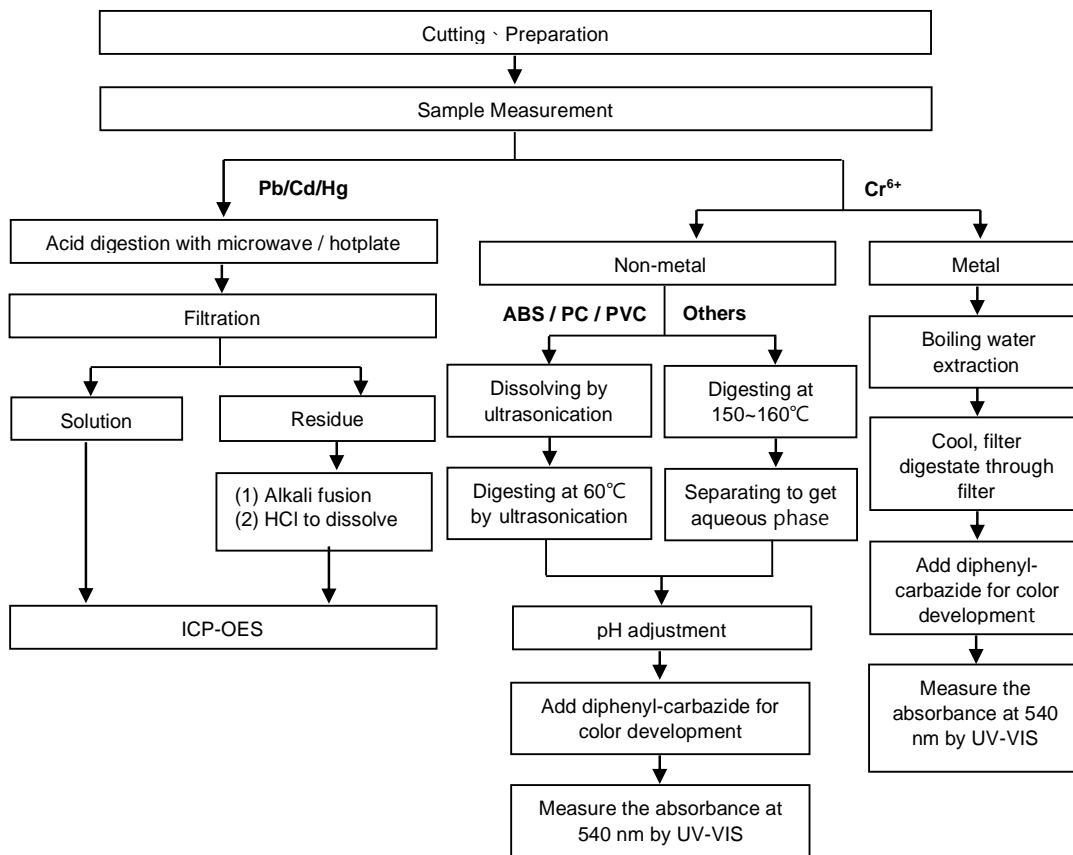 Cutting、Preparation
Sample Measurement
Pb/Cd/Hg
Cr6+
Acid digestion with microwave / hotplate
Filtration
Solution
Residue
(1) Alkali fusion
(2) HCl to dissolve
ICP-OES
Non-metal
ABS / PC / PVC
Others
Dissolving by
ultrasonication
Digesting at 60℃
by ultrasonication
Digesting at
150~160℃
Separating to get
aqueous phase
pH adjustment
Add diphenyl-carbazide for
color development
Measure the absorbance at
540 nm by UV-VIS
Metal
Boiling water
extraction
Cool, filter
digestate through
filter
Add diphenyl-
carbazide for color
development
Measure the
absorbance at 540
nm by UV-VIS